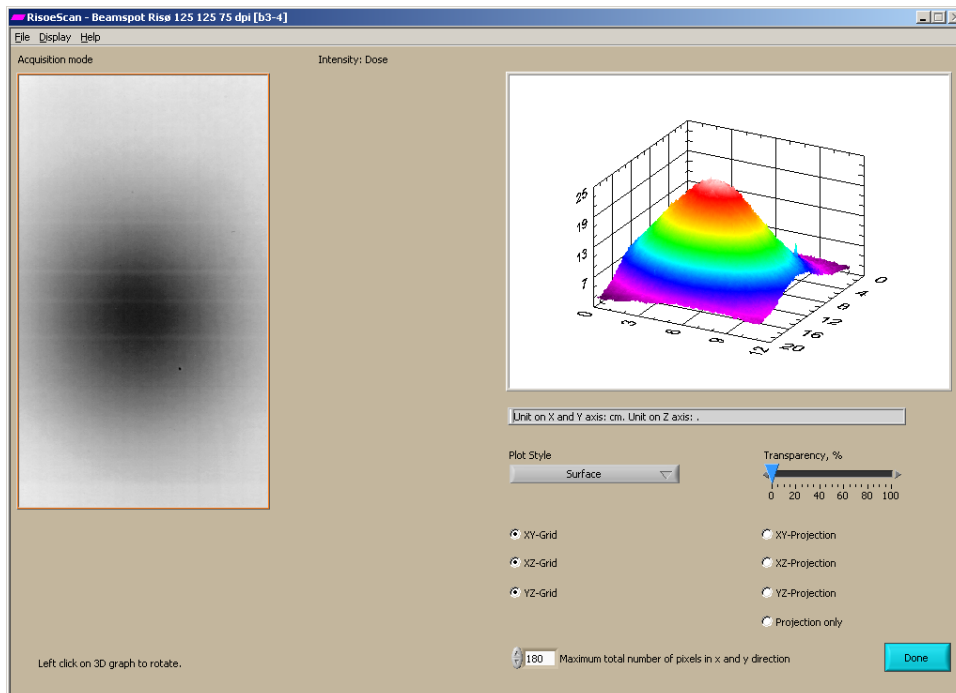 RisoeScan - Beamspot Risø 125 125 75 dpi [b3-4]
File Display Help
Acquisition mode
Intensity: Dose
25
19
13
7
0
3
6
9
12
0
4
8
12
16
20
Unit on X and Y axis: cm. Unit on Z axis: .
Plot Style
Transparency, %
Surface
0 20 40 60 80 100
XY-Grid
XY-Projection
XZ-Grid
XZ-Projection
YZ-Grid
YZ-Projection
Projection only
Left click on 3D graph to rotate.
180 Maximum total number of pixels in x and y direction
Done